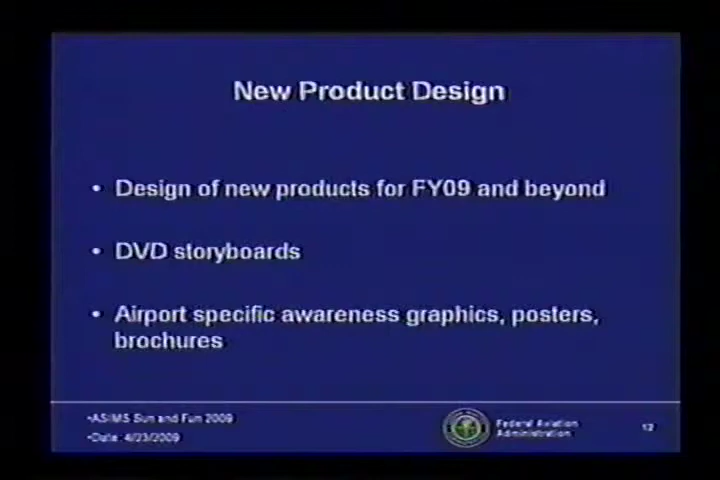 New Product Design
• Design of new products for FY09 and beyond
• DVD storyboards
• Airport specific awareness graphics, posters,
brochures
•ASIMS Sun and Fun 2009
•Date: 4/23/2009
Federal Aviation
Administration
12